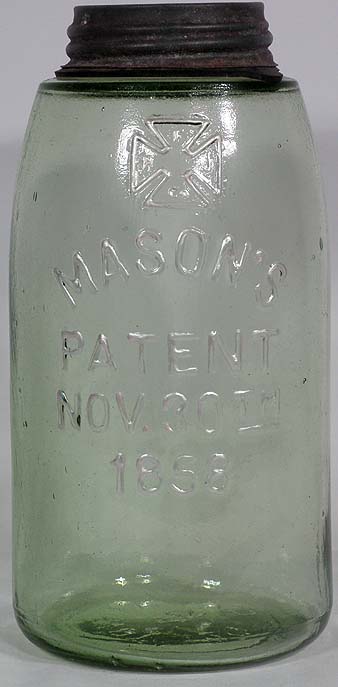 MASON'S
PATENT
NOV. 30TH
1858